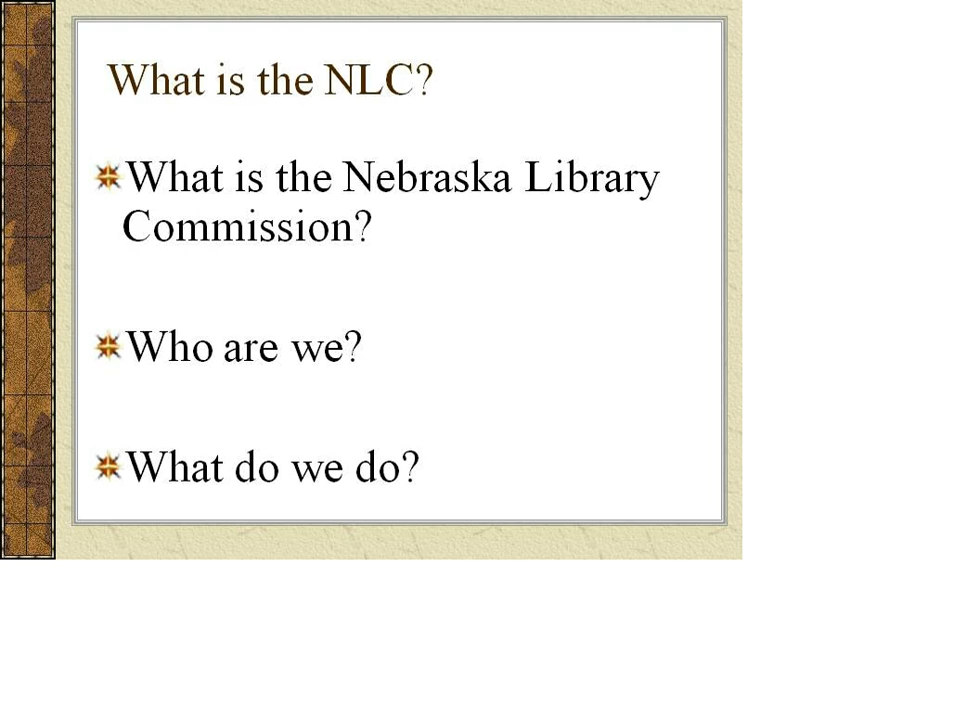 What is the NLC?
What is the Nebraska Library
Commission?
Who are we?
What do we do?